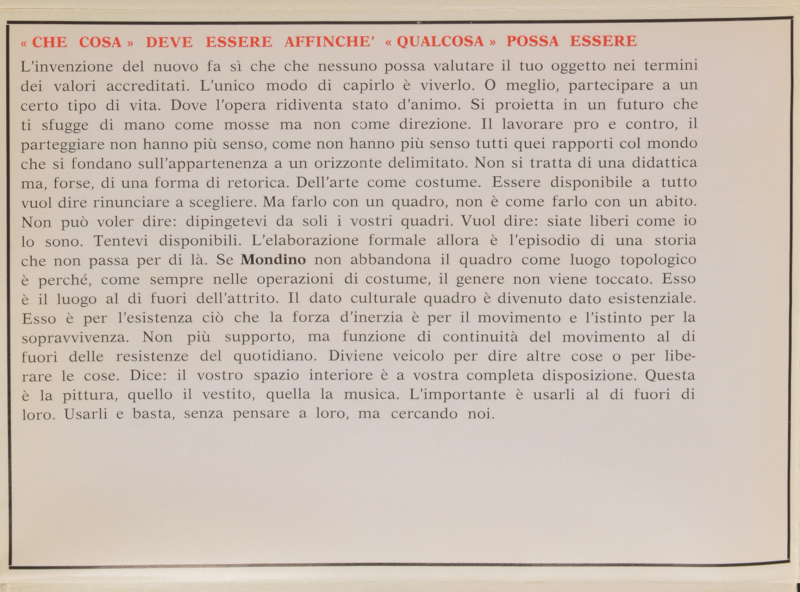 « CHE COSA » DEVE ESSERE AFFINCHE' « QUALCOSA » POSSA ESSERE
L'invenzione del nuovo fa sì che che nessuno possa valutare il tuo oggetto nei termini
dei valori accreditati. L'unico modo di capirlo è viverlo. O meglio, partecipare a un
certo tipo di vita. Dove l'opera ridiventa stato d'animo. Si proietta in un futuro che
ti sfugge di mano come mosse ma non come direzione. Il lavorare pro e contro, il
parteggiare non hanno più senso, come non hanno più senso tutti quei rapporti col mondo
che si fondano sull'appartenenza a un orizzonte delimitato. Non si tratta di una didattica
ma, forse, di una forma di retorica. Dell'arte come costume. Essere disponibile a tutto
vuol dire rinunciare a scegliere. Ma farlo con un quadro, non è come farlo con un abito.
Non può voler dire: dipingetevi da soli i vostri quadri. Vuol dire: siate liberi come io
lo sono. Tentevi disponibili. L'elaborazione formale allora è l'episodio di una storia
che non passa per di là. Se Mondino non abbandona il quadro come luogo topologico
è perché, come sempre nelle operazioni di costume, il genere non viene toccato. Esso
è il luogo al di fuori dell'attrito. Il dato culturale quadro è divenuto dato esistenziale.
Esso è per l'esistenza ciò che la forza d'inerzia è per il movimento e l'istinto per la
sopravvivenza. Non più supporto, ma funzione di continuità del movimento al di
fuori delle resistenze del quotidiano. Diviene veicolo per dire altre cose o per libe-
rare le cose. Dice: il vostro spazio interiore è a vostra completa disposizione. Questa
è la pittura, quello il vestito, quella la musica. L'importante è usarli al di fuori di
loro. Usarli e basta, senza pensare a loro, ma cercando noi.